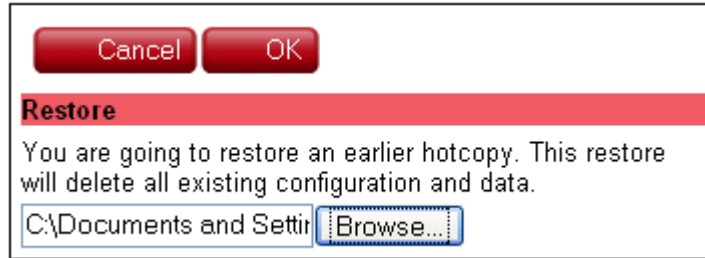 Cancel OK
Restore
You are going to restore an earlier hotcopy. This restore
will delete all existing configuration and data.
C:\Documents and Settin Browse...